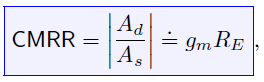 CMRR = |A_d / A_s| ≐ g_m R_E ,